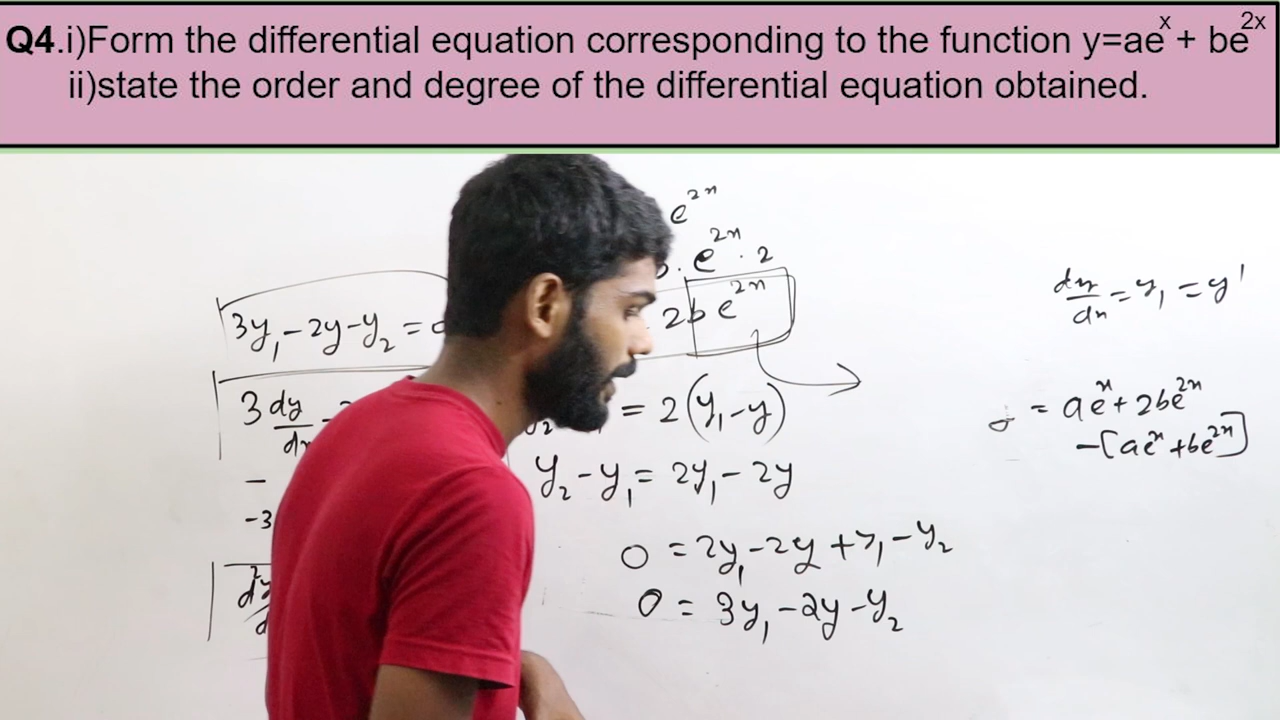 Q4.i)Form the differential equation corresponding to the function y=ae^x + be^2x
ii)state the order and degree of the differential equation obtained.
e^2x
e^2x . 2
2be^2x
3y₁-2y-y₂=
3 dy/dx
-
-3
= 2(y₁-y)
y₂-y₁= 2y₁-2y
0 =2y₁-2y+y₁-y₂
0 = 3y₁-2y-y₂
dy/dx = y₁ = y'
= ae^x+2be^2x
-[ae^x+be^2x]